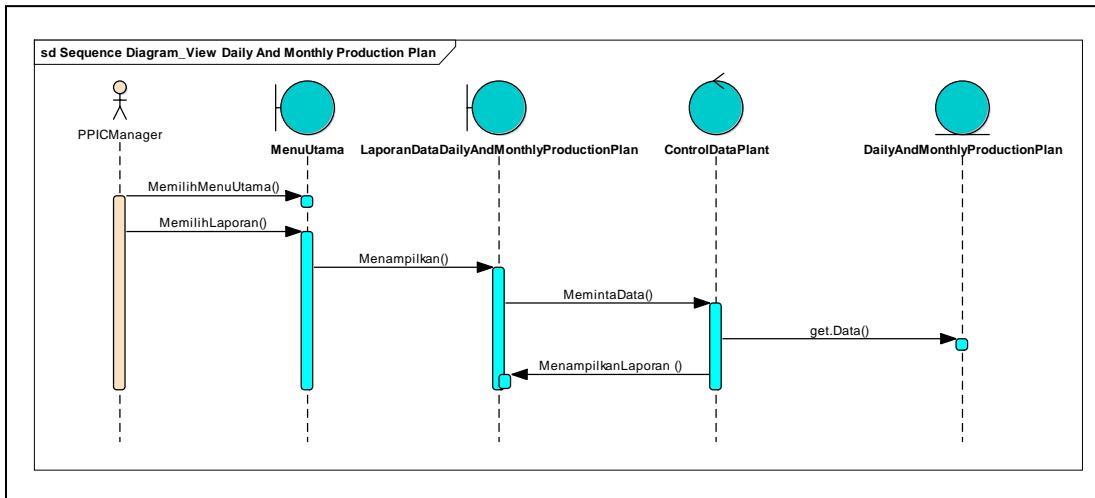 sd Sequence Diagram_View Daily And Monthly Production Plan
PPICManager
MenuUtama
LaporanDataDailyAndMonthlyProductionPlan
ControlDataPlant
DailyAndMonthlyProductionPlan
MemilihMenuUtama()
MemilihLaporan()
Menampilkan()
MemintaData()
get.Data()
MenampilkanLaporan ()